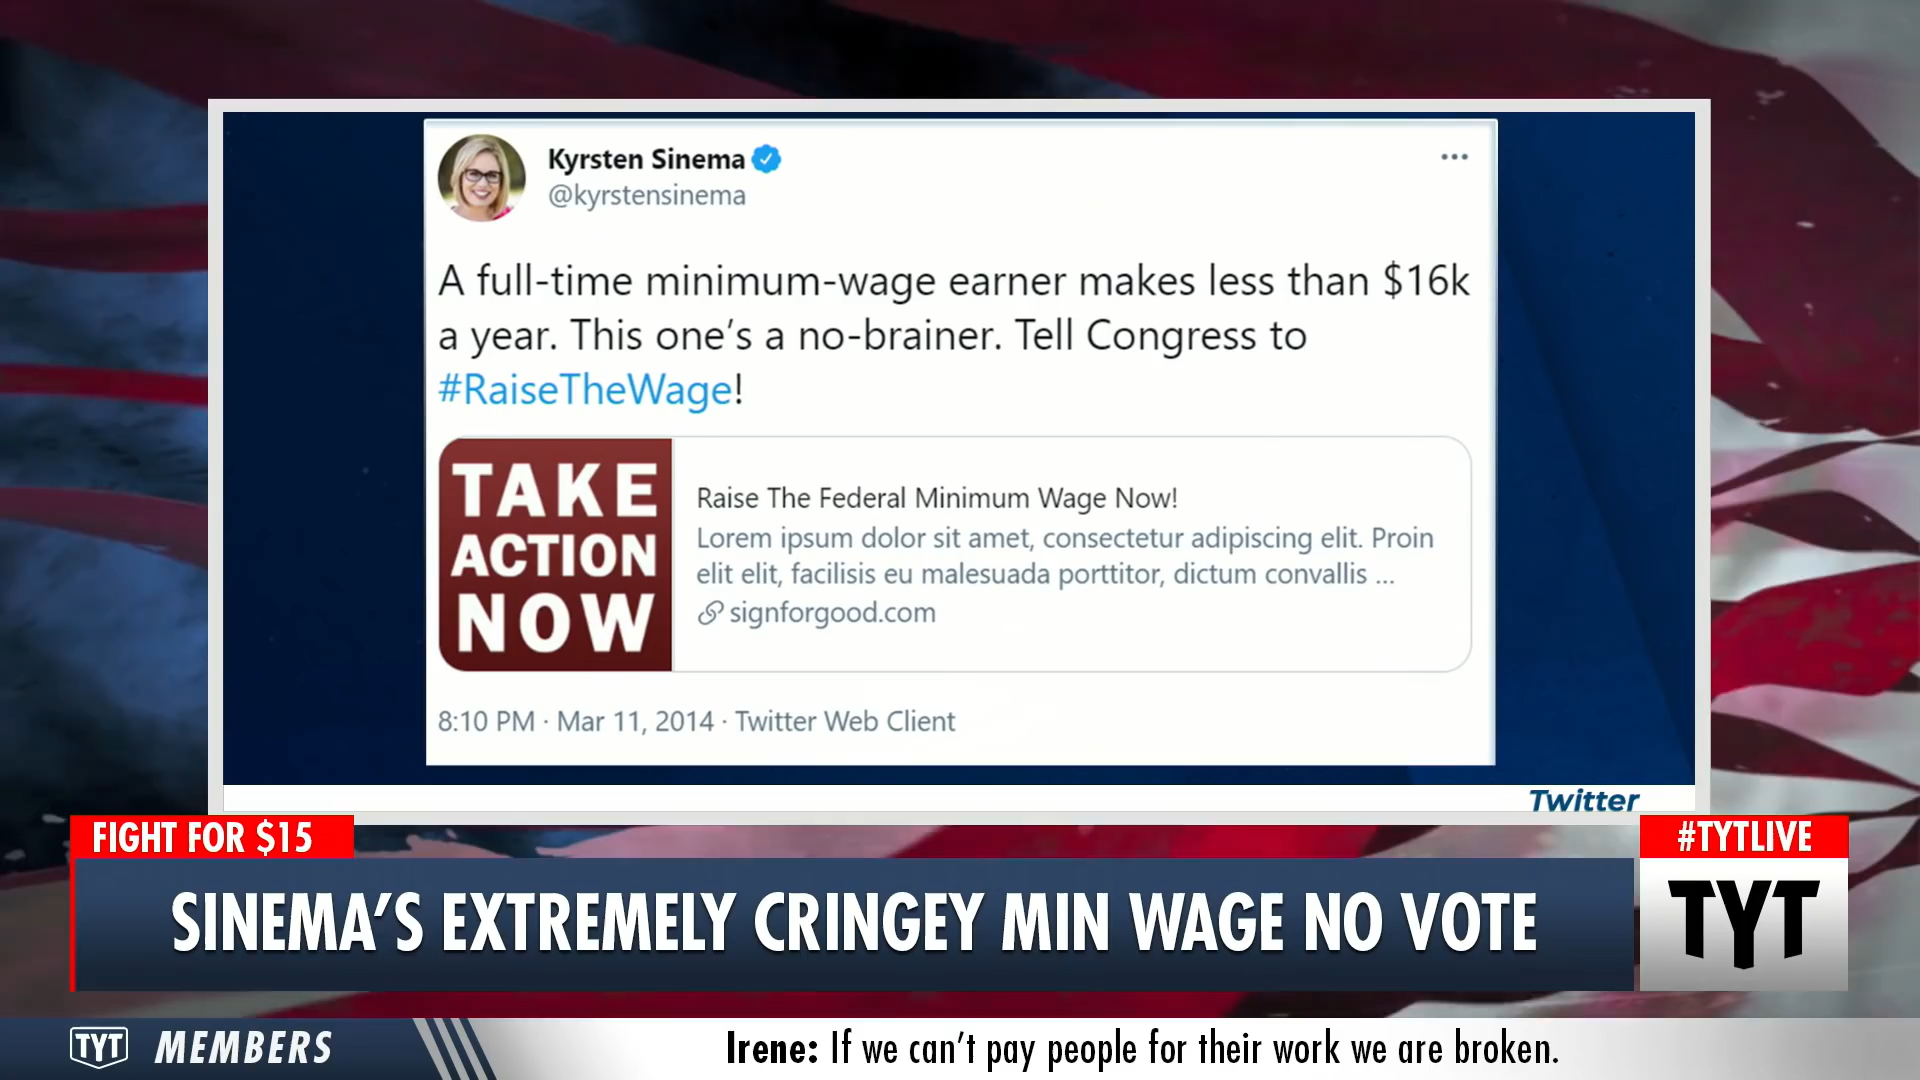 Kyrsten Sinema
@kyrstensinema
A full-time minimum-wage earner makes less than $16k
a year. This one's a no-brainer. Tell Congress to
#RaiseTheWage!
TAKE
ACTION
NOW
Raise The Federal Minimum Wage Now!
Lorem ipsum dolor sit amet, consectetur adipiscing elit. Proin
elit elit, facilisis eu malesuada porttitor, dictum convallis ...
signforgood.com
8:10 PM · Mar 11, 2014 · Twitter Web Client
Twitter
FIGHT FOR $15
#TYTLIVE
SINEMA'S EXTREMELY CRINGEY MIN WAGE NO VOTE
TYT
TYT MEMBERS
Irene: If we can't pay people for their work we are broken.